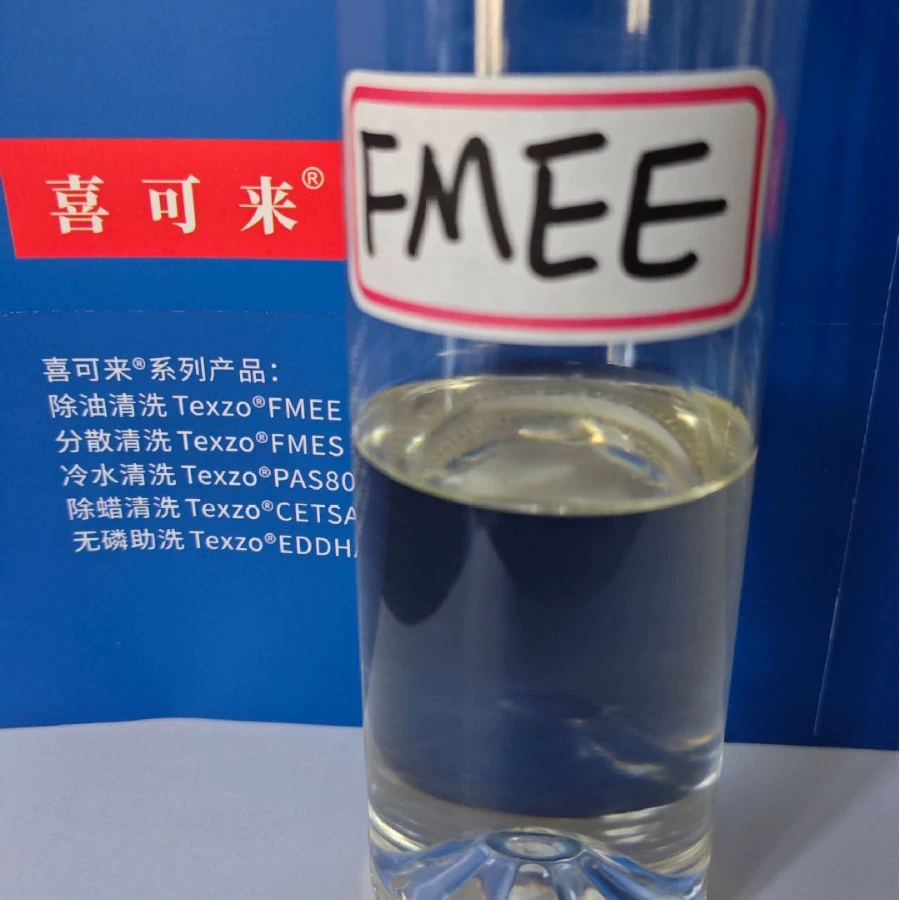 FMEE
喜可来®
喜可来®系列产品：
除油清洗 Texzo®FMEE
分散清洗 Texzo®FMES
冷水清洗 Texzo®PAS80
除蜡清洗 Texzo®CETSA
无磷助洗 Texzo®EDDHA